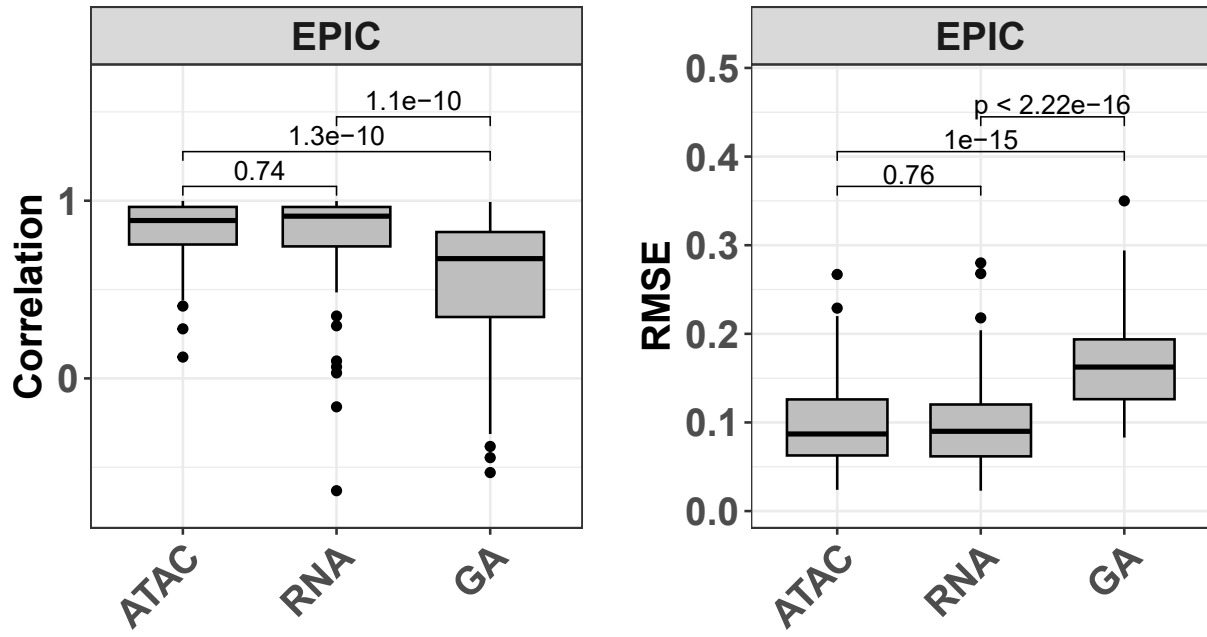 EPIC
1.1e−10
1.3e−10
0.74
1
0
Correlation
ATAC
RNA
GA
EPIC
0.5
p < 2.22e−16
1e−15
0.4
0.76
0.3
0.2
0.1
0.0
RMSE
ATAC
RNA
GA